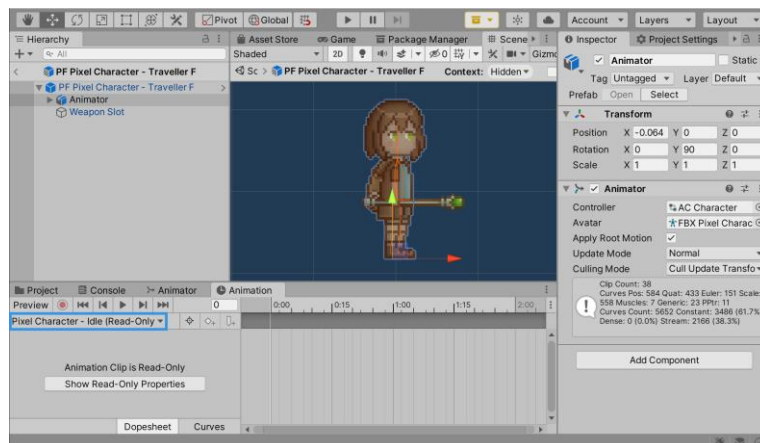 Pivot Global Account Layers Layout
Hierarchy
All
PF Pixel Character - Traveller F
PF Pixel Character - Traveller F
Animator
Weapon Slot
Asset Store Game Package Manager Scene
Shaded 2D 0 Gizmo
Sc > PF Pixel Character - Traveller F Context: Hidden
Inspector Project Settings
Animator Static
Tag Untagged Layer Default
Prefab Open Select
Transform
Position X -0.064 Y 0 Z 0
Rotation X 0 Y 90 Z 0
Scale X 1 Y 1 Z 1
Animator
Controller AC Character
Avatar FBX Pixel Charac
Apply Root Motion
Update Mode Normal
Culling Mode Cull Update Transfo
Clip Count: 38
Curves Pos: 584 Quat: 433 Euler: 151 Scale:
558 Muscles: 7 Generic: 23 PPtr: 11
Curves Count: 5652 Constant: 3486 (61.7%
Dense: 0 (0.0%) Stream: 2166 (38.3%)
Add Component
Project Console Animator Animation
Preview 0 0:00 0:15 1:00 1:15 2:00
Pixel Character - Idle (Read-Only
Animation Clip is Read-Only
Show Read-Only Properties
Dopesheet Curves